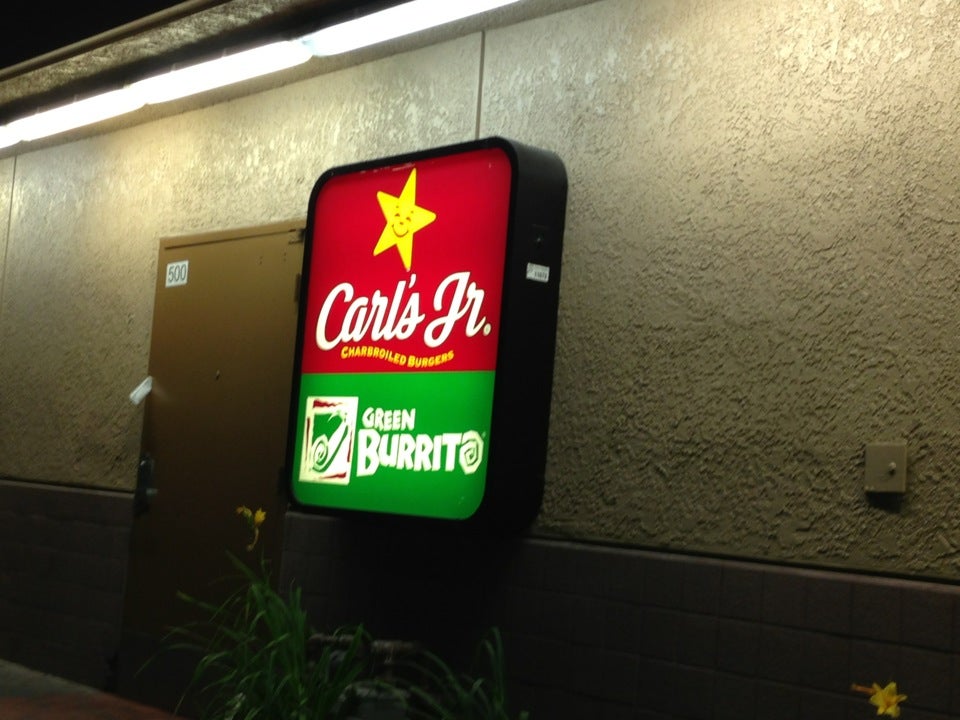 500
Carl's Jr.
CHARBROILED BURGERS
GREEN
BURRITO